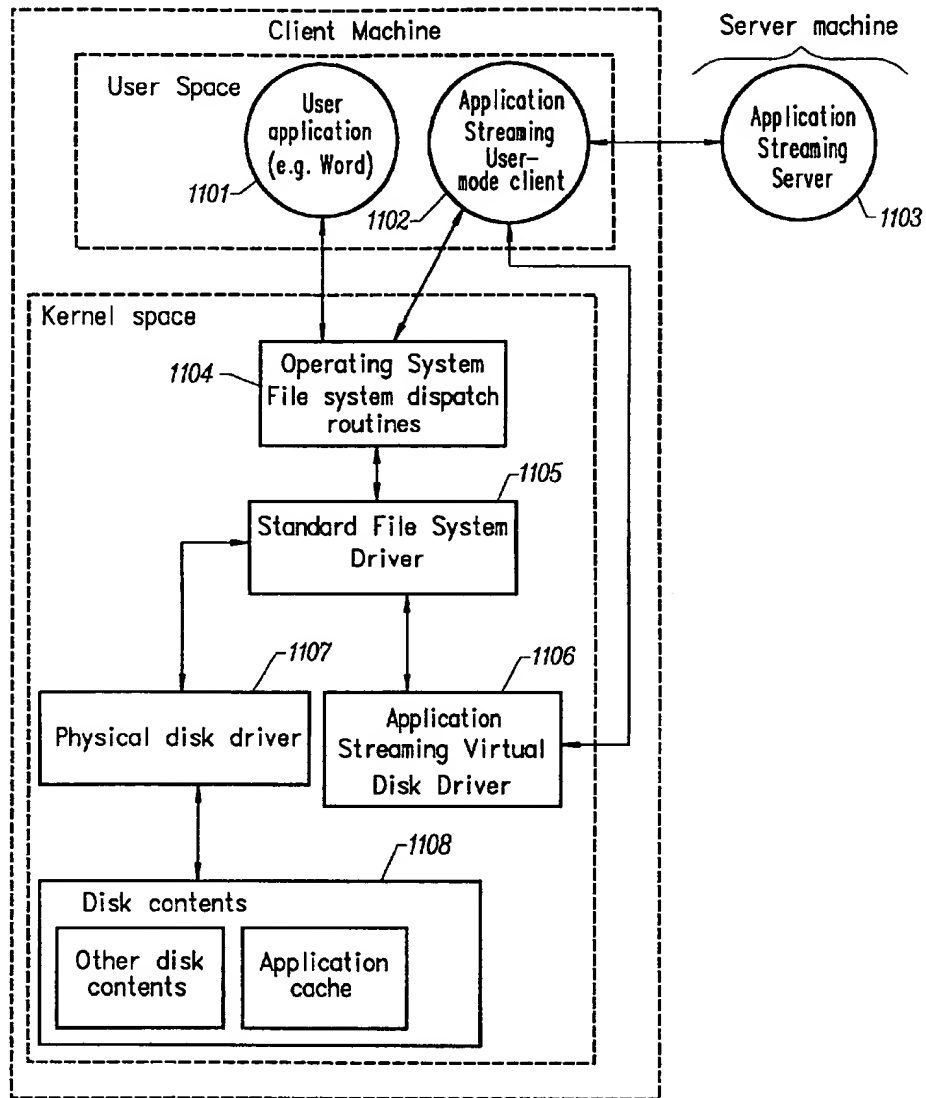 Client Machine
Server machine
User Space
User
application
(e.g. Word)
1101
Application
Streaming
User-
mode client
1102
Application
Streaming
Server
1103
Kernel space
1104
Operating System
File system dispatch
routines
1105
Standard File System
Driver
1107
Physical disk driver
1106
Application
Streaming Virtual
Disk Driver
1108
Disk contents
Other disk
contents
Application
cache